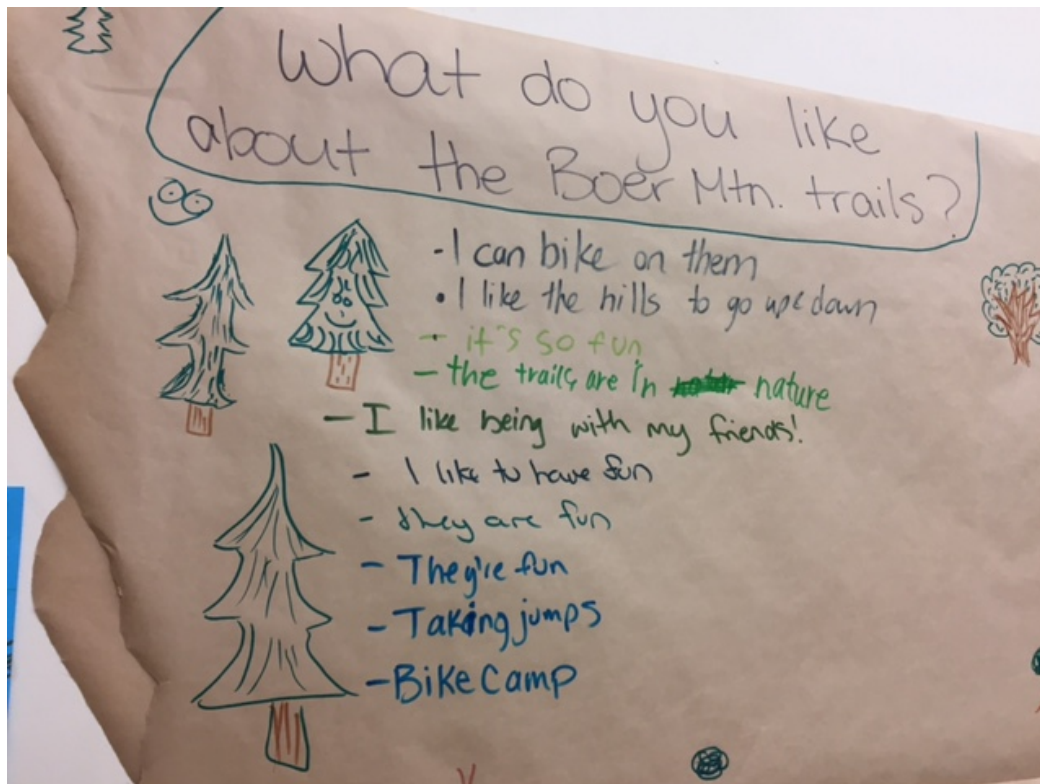 What do you like
about the Boer Mtn. trails?
- I can bike on them
• I like the hills to go up & down
- it's so fun
- the trails are in nature
- I like being with my friends!
- I like to have fun
- they are fun
- They're fun
- Taking jumps
- Bike Camp